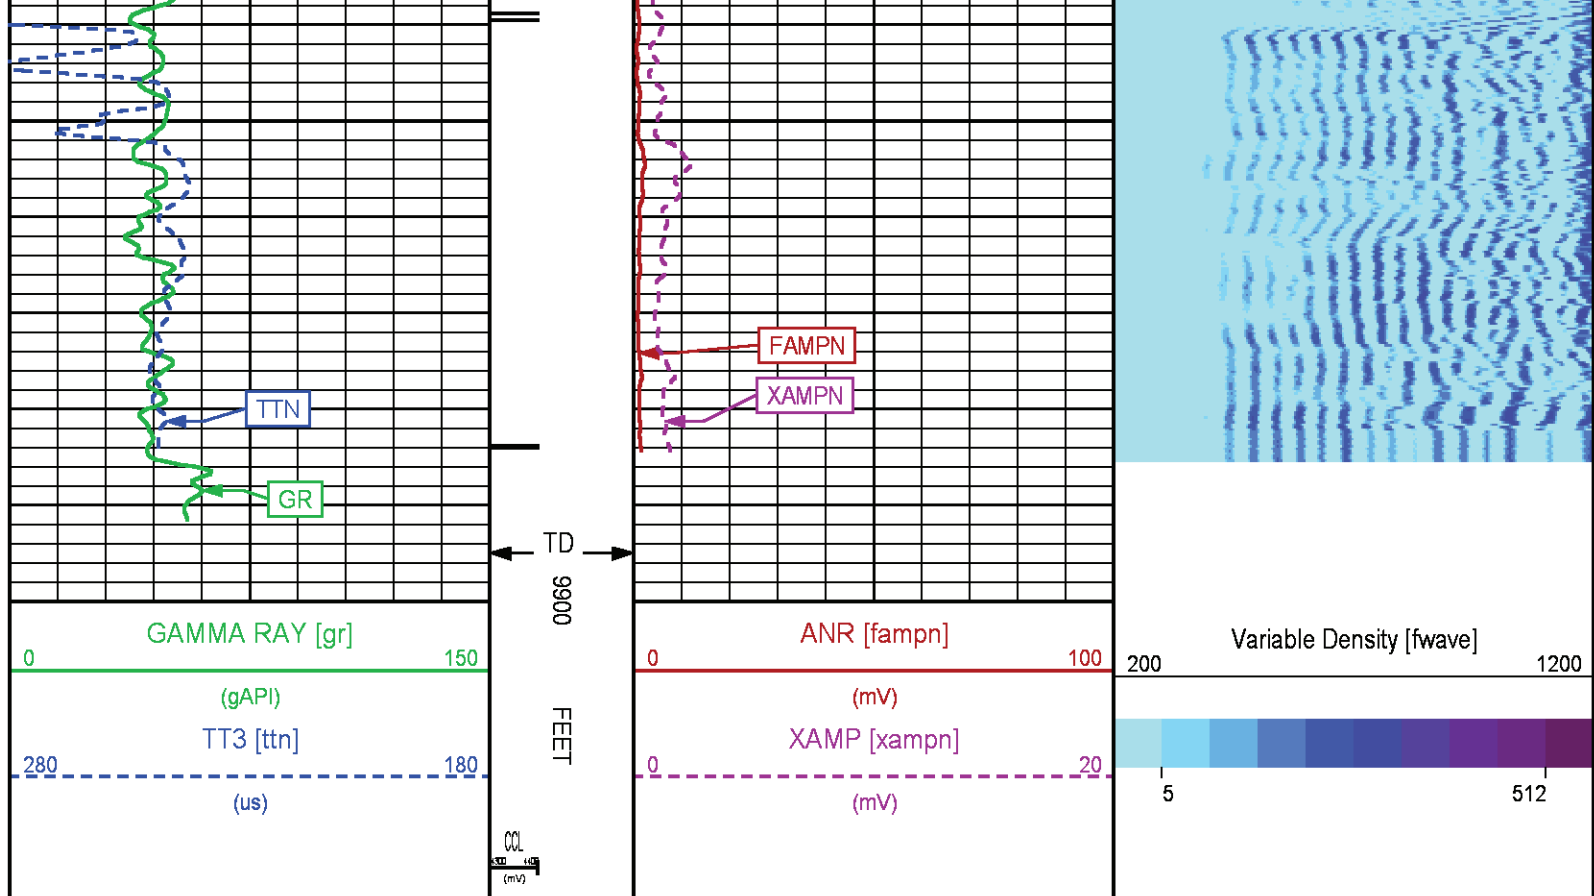 FAMPN
XAMPN
TTN
GR
TD
9900
FEET
GAMMA RAY [gr]
0 150
(gAPI)
TT3 [ttn]
280 180
(us)
ANR [fampn]
0 100
(mV)
XAMP [xampn]
0 20
(mV)
Variable Density [fwave]
200 1200
5 512
CCL
(mV)